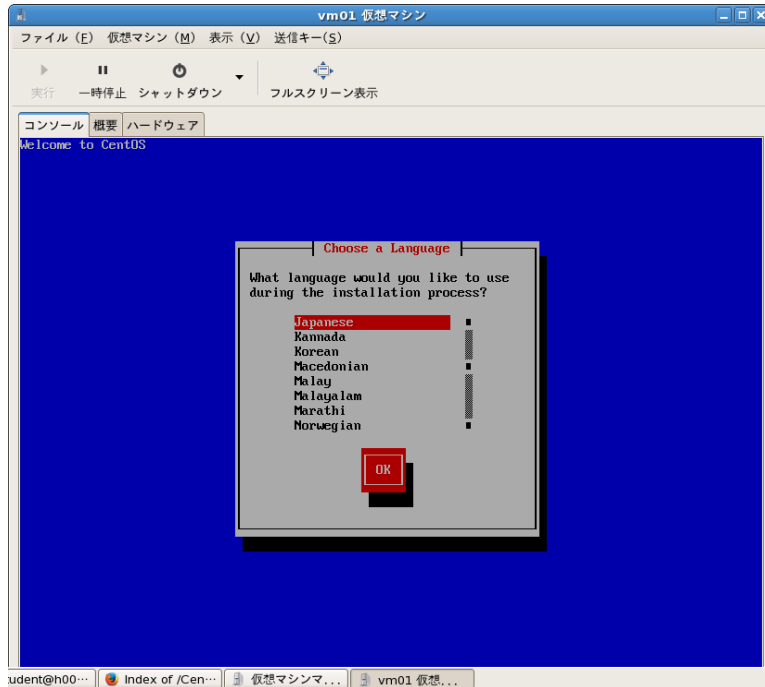 vm01 仮想マシン
ファイル (F) 仮想マシン (M) 表示 (V) 送信キー(S)
実行 一時停止 シャットダウン フルスクリーン表示
コンソール 概要 ハードウェア
Welcome to CentOS
Choose a Language
What language would you like to use
during the installation process?
Japanese
Kannada
Korean
Macedonian
Malay
Malayalam
Marathi
Norwegian
OK
udent@h00… Index of /Cen… 仮想マシンマ... vm01 仮想...